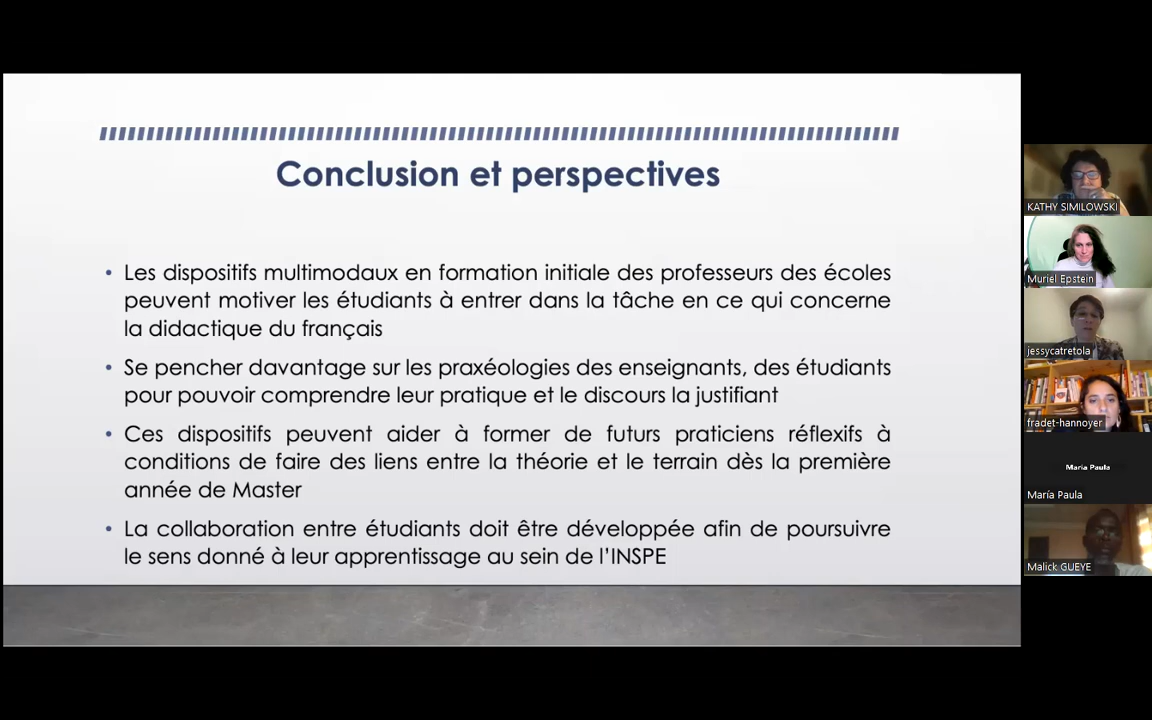 Conclusion et perspectives
• Les dispositifs multimodaux en formation initiale des professeurs des écoles
peuvent motiver les étudiants à entrer dans la tâche en ce qui concerne
la didactique du français
• Se pencher davantage sur les praxéologies des enseignants, des étudiants
pour pouvoir comprendre leur pratique et le discours la justifiant
• Ces dispositifs peuvent aider à former de futurs praticiens réflexifs à
conditions de faire des liens entre la théorie et le terrain dès la première
année de Master
• La collaboration entre étudiants doit être développée afin de poursuivre
le sens donné à leur apprentissage au sein de l'INSPE
KATHY SIMILOWSKI
Muriel Epstein
jessycatretola
fradet-hannoyer
Maria Paula
María Paula
Malick GUEYE